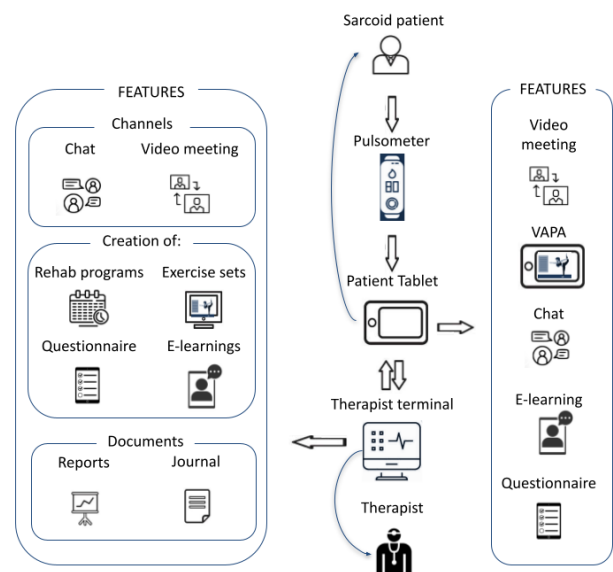 Sarcoid patient
FEATURES
Channels
Chat
Video meeting
Creation of:
Rehab programs
Exercise sets
Questionnaire
E-learnings
Documents
Reports
Journal
Pulsometer
Patient Tablet
Therapist terminal
Therapist
FEATURES
Video
meeting
VAPA
Chat
E-learning
Questionnaire